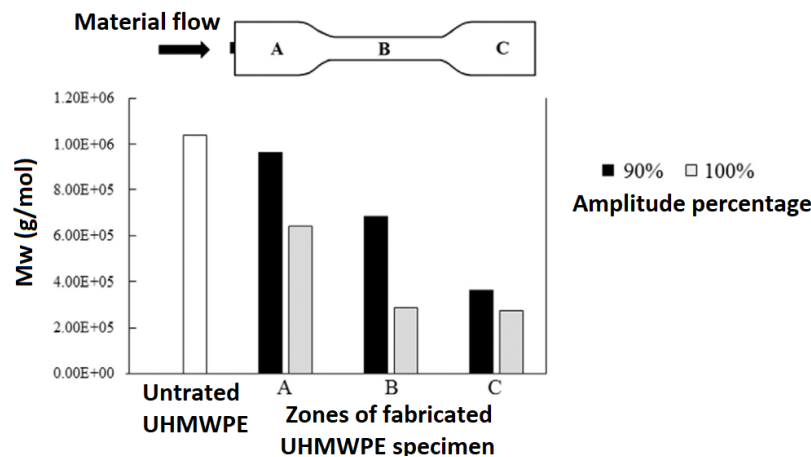 Material flow
A
B
C
1.20E+06
1.00E+06
8.00E+05
6.00E+05
4.00E+05
2.00E+05
0.00E+00
Mw (g/mol)
90%
100%
Amplitude percentage
Untrated
UHMWPE
A
B
C
Zones of fabricated
UHMWPE specimen